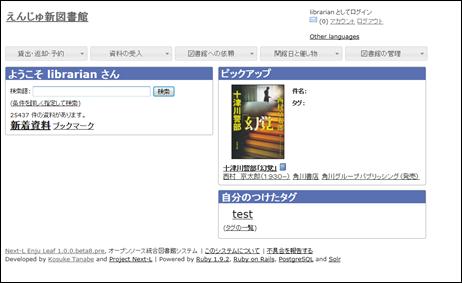 えんじゅ新図書館
librarian としてログイン
(0) アカウント ログアウト
Other languages
貸出・返却・予約
資料の受入
図書館への依頼
開館日と催し物
図書館の管理
ようこそ librarian さん
検索語: 検索
(条件を詳しく指定して検索)
25437 件の資料があります。
新着資料 ブックマーク
ピックアップ
十津川警部
幻覚
件名:
タグ:
十津川警部「幻覚」
西村 京太郎(1930-) 角川書店 角川グループパブリッシング(発売)
自分のつけたタグ
test
(タグの一覧)
Next-L Enju Leaf 1.0.0.beta8.pre, オープンソース統合図書館システム | このシステムについて | 不具合を報告する
Developed by Kosuke Tanabe and Project Next-L | Powered by Ruby 1.9.2, Ruby on Rails, PostgreSQL and Solr